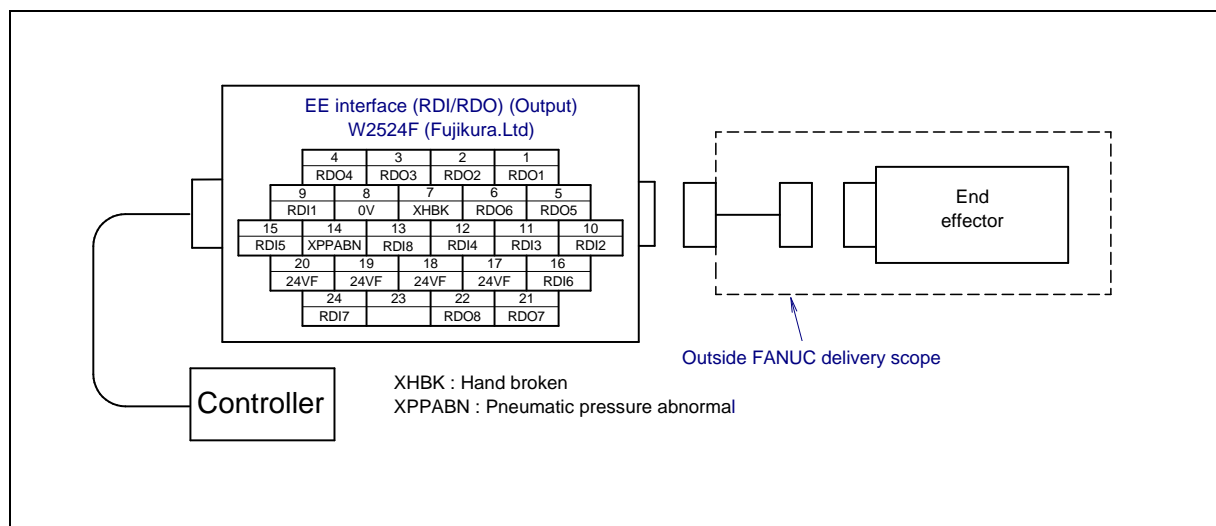 EE interface (RDI/RDO) (Output)
W2524F (Fujikura.Ltd)
4 3 2 1
RDO4 RDO3 RDO2 RDO1
9 8 7 6 5
RDI1 0V XHBK RDO6 RDO5
15 14 13 12 11 10
RDI5 XPPABN RDI8 RDI4 RDI3 RDI2
20 19 18 17 16
24VF 24VF 24VF 24VF RDI6
24 23 22 21
RDI7 RDO8 RDO7
End
effector
Outside FANUC delivery scope
Controller
XHBK : Hand broken
XPPABN : Pneumatic pressure abnormal